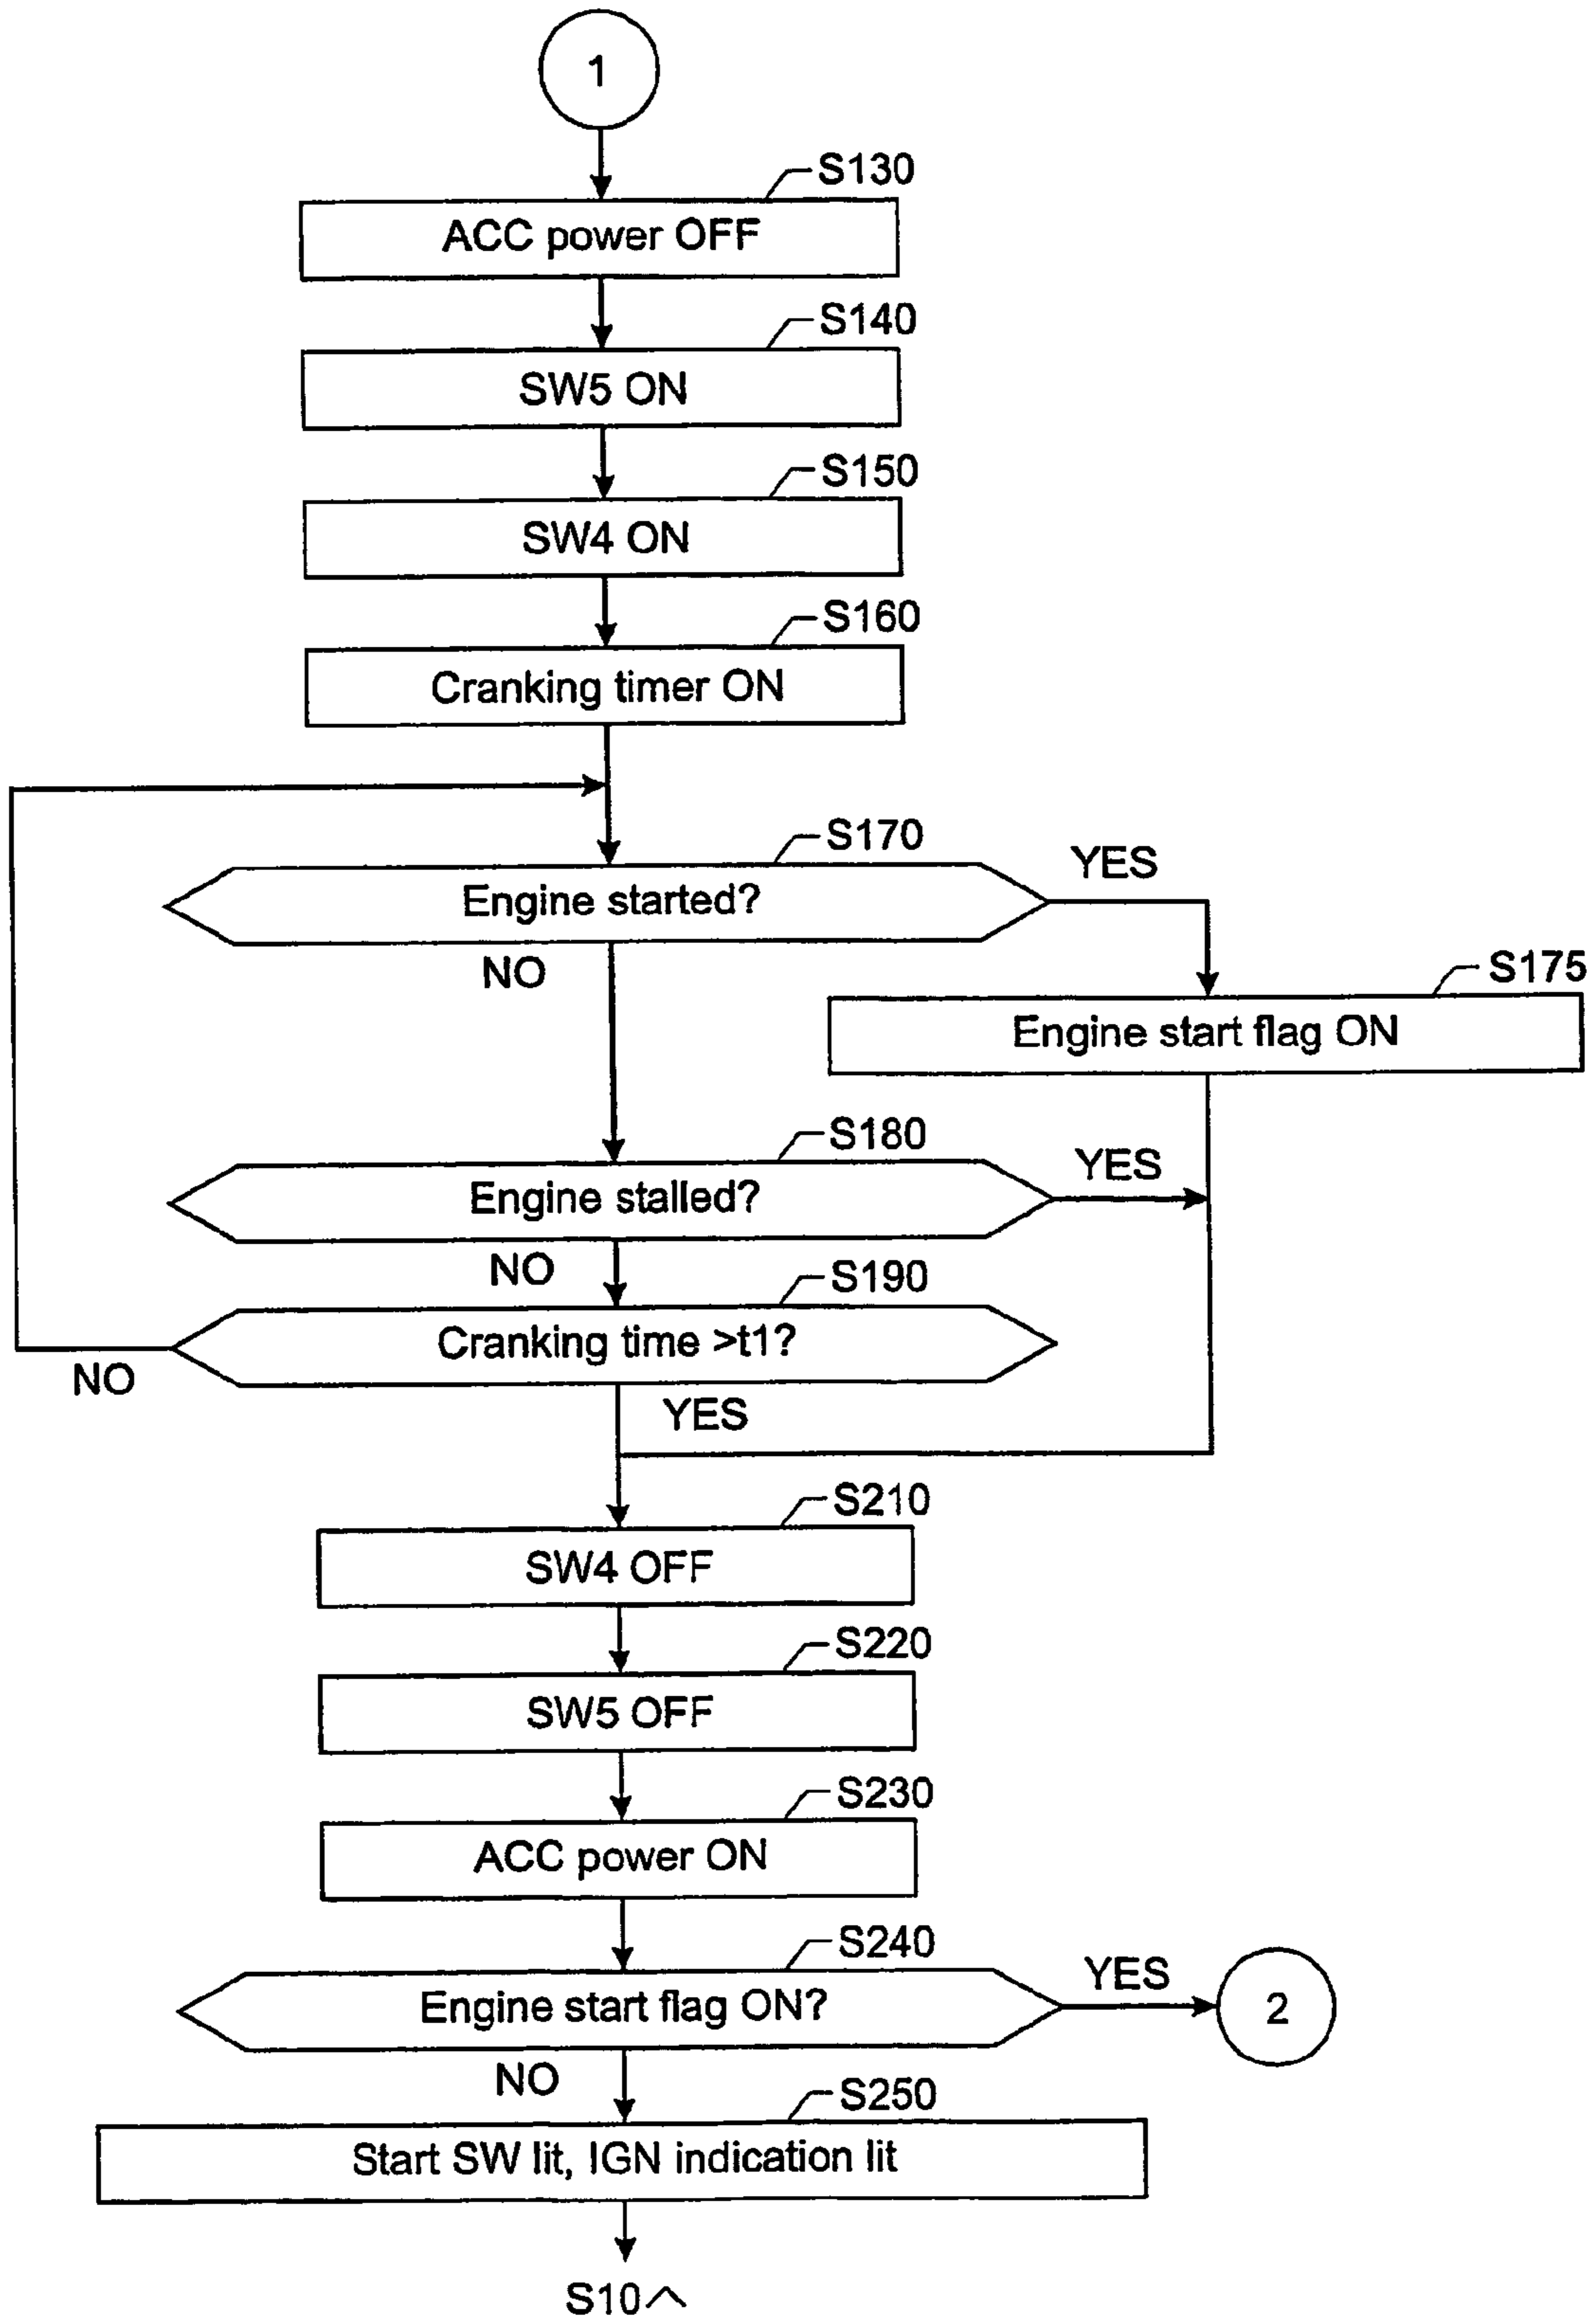 1
S130
ACC power OFF
S140
SW5 ON
S150
SW4 ON
S160
Cranking timer ON
S170
Engine started?
YES
NO
S175
Engine start flag ON
S180
Engine stalled?
YES
NO
S190
Cranking time >t1?
NO
YES
S210
SW4 OFF
S220
SW5 OFF
S230
ACC power ON
S240
Engine start flag ON?
YES
2
NO
S250
Start SW lit, IGN indication lit
S10へ